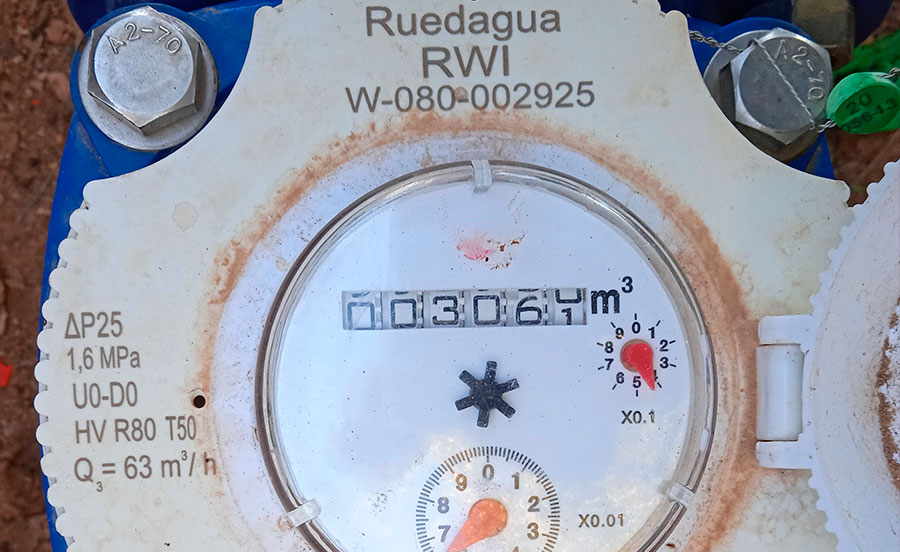 A2-70
Ruedagua
RWI
W-080-002925
A2-70
20
ΔP25
1,6 MPa
U0-D0
HV R80 T50
Q₃ = 63 m³/h
003061 m³
0 1 2 3 5 6 7 8 9
X0.1
0 1 2 3 7 8 9
X0.01